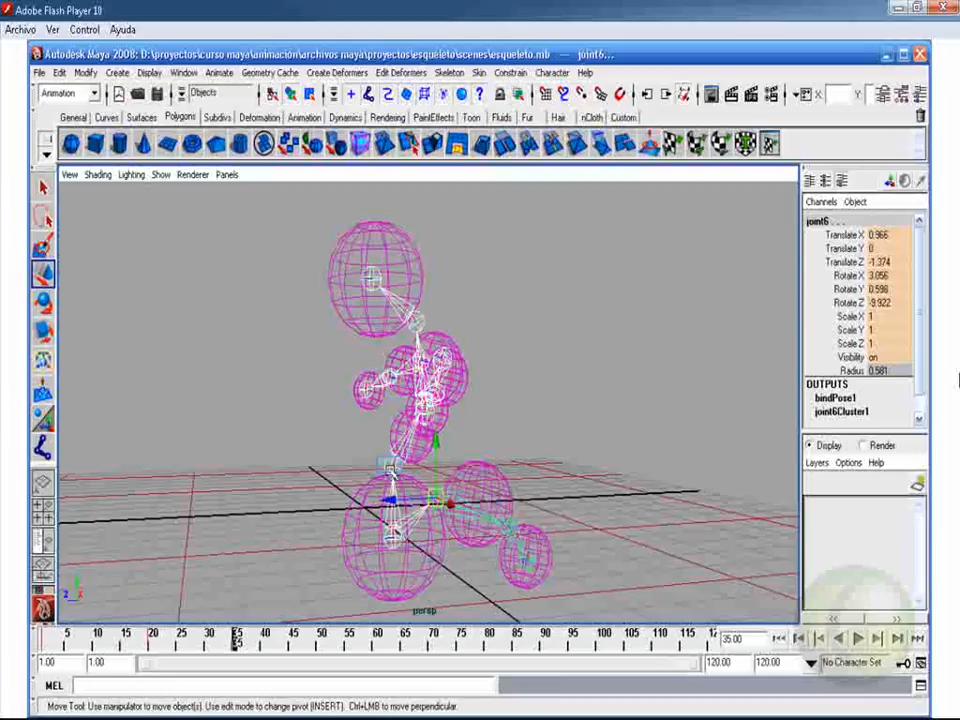 Adobe Flash Player 10
Archivo Ver Control Ayuda
Autodesk Maya 2008: D:\proyectos\curso maya\animación\archivos maya\proyectos\esqueleto\scenes\esqueleto.mb --- joint6...
File Edit Modify Create Display Window Animate Geometry Cache Create Deformers Edit Deformers Skeleton Skin Constrain Character Help
Animation Objects X Y
General Curves Surfaces Polygons Subdivs Deformation Animation Dynamics Rendering PaintEffects Toon Fluids Fur Hair nCloth Custom
View Shading Lighting Show Renderer Panels
Channels Object
joint6 . . .
Translate X 0.966
Translate Y 0
Translate Z -1.374
Rotate X 3.056
Rotate Y 0.598
Rotate Z -9.922
Scale X 1
Scale Y 1
Scale Z 1
Visibility on
Radius 0.581
OUTPUTS
bindPose1
joint6Cluster1
Display Render
Layers Options Help
persp
5 10 15 20 25 30 35 40 45 50 55 60 65 70 75 80 85 90 95 100 105 110 115 35.00
1.00 1.00 120.00 120.00 No Character Set
MEL
Move Tool: Use manipulator to move object(s). Use edit mode to change pivot (INSERT). Ctrl+LMB to move perpendicular.